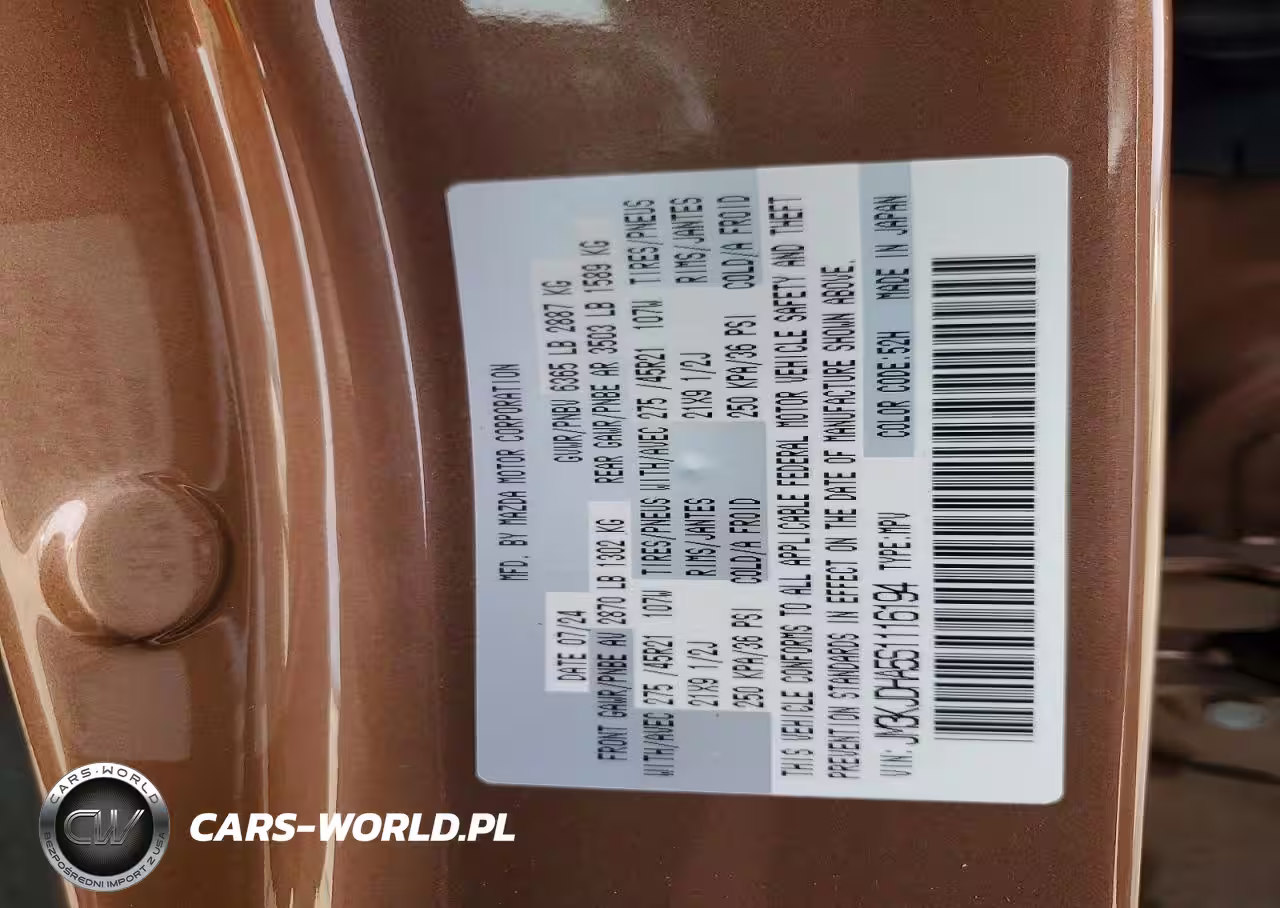 MFD. BY MAZDA MOTOR CORPORATION
DATE 07/24 GVWR/PNBV 6365 LB 2887 KG
FRONT GAWR/PNBE AV 2870 LB 1302 KG REAR GAWR/PNBE AR 3503 LB 1589 KG
WITH/AVEC 275 /45R21 107W TIRES/PNEUS WITH/AVEC 275 /45R21 107W TIRES/PNEUS
21X9 1/2J RIMS/JANTES 21X9 1/2J RIMS/JANTES
250 KPA/36 PSI COLD/A FROID 250 KPA/36 PSI COLD/A FROID
THIS VEHICLE CONFORMS TO ALL APPLICABLE FEDERAL MOTOR VEHICLE SAFETY AND THEFT
PREVENTION STANDARDS IN EFFECT ON THE DATE OF MANUFACTURE SHOWN ABOVE.
VIN: JM3KJDHA5S1116194 TYPE:MPV COLOR CODE:52H MADE IN JAPAN
CARS-WORLD
CW
BEZPOŚREDNI IMPORT Z USA
CARS-WORLD.PL